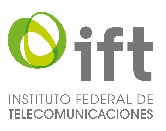 ift
INSTITUTO FEDERAL DE
TELECOMUNICACIONES